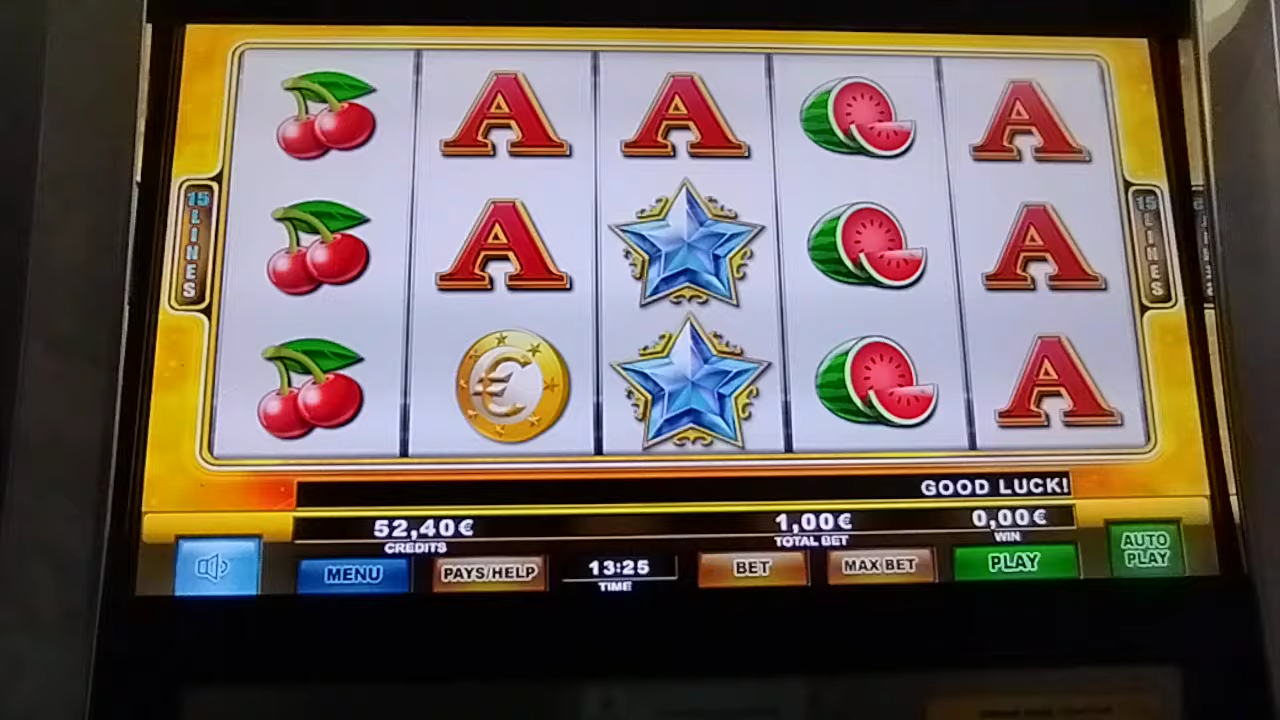 A A A
15 LINES
A A
15 LINES
€ A
GOOD LUCK!
52,40€ 1,00€ 0,00€
CREDITS TOTAL BET WIN
MENU PAYS/HELP 13:25 BET MAX BET PLAY AUTO PLAY
TIME